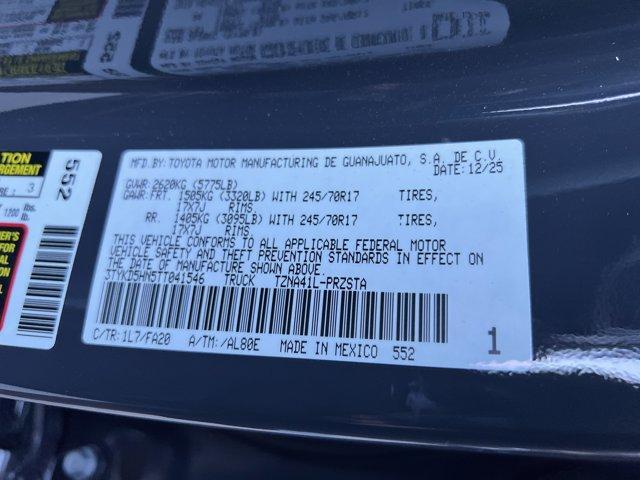 MFD.BY: TOYOTA MOTOR MANUFACTURING DE GUANAJUATO, S.A. DE C.V.
DATE: 12/25
GVWR: 2620KG (5775LB)
GAWR: FRT. 1505KG (3320LB) WITH 245/70R17 TIRES,
17X7J RIMS,
RR. 1405KG (3095LB) WITH 245/70R17 TIRES,
17X7J RIMS,
THIS VEHICLE CONFORMS TO ALL APPLICABLE FEDERAL MOTOR
VEHICLE SAFETY AND THEFT PREVENTION STANDARDS IN EFFECT ON
THE DATE OF MANUFACTURE SHOWN ABOVE.
3TYKD5HN5TT041546 TRUCK TZNA41L-PRZSTA
C/TR: 1L7/FA20 A/TM: /AL80E MADE IN MEXICO 552
1
552
3
1200 lbs.